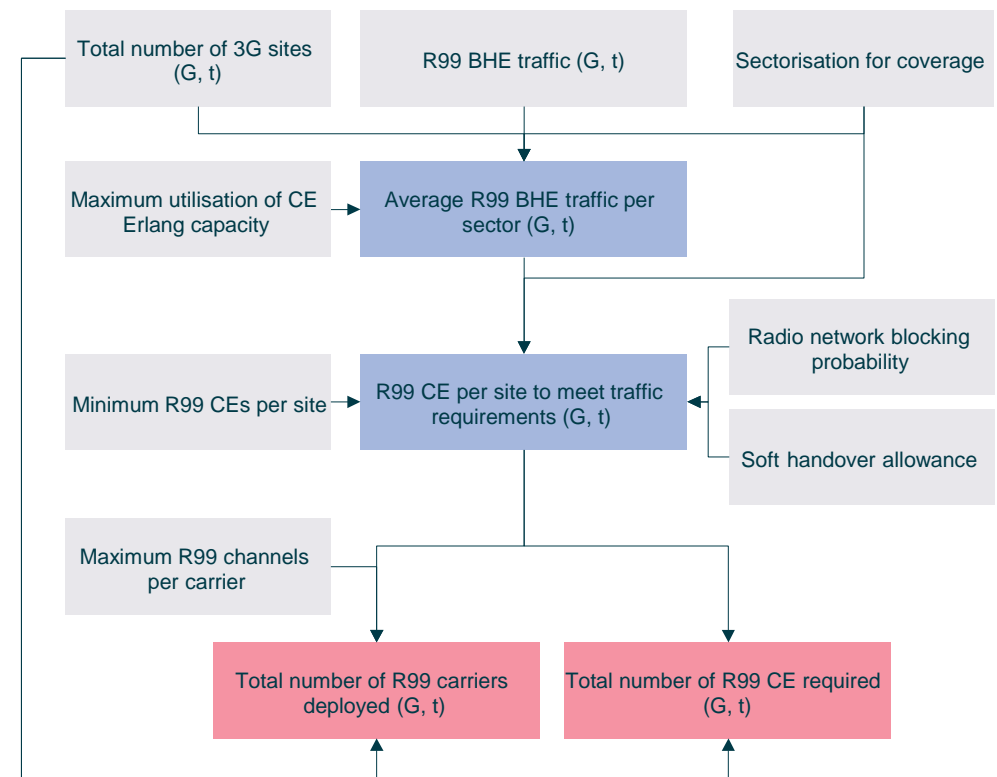 Total number of 3G sites
(G, t)
R99 BHE traffic (G, t)
Sectorisation for coverage
Maximum utilisation of CE
Erlang capacity
Average R99 BHE traffic per
sector (G, t)
Radio network blocking
probability
Minimum R99 CEs per site
R99 CE per site to meet traffic
requirements (G, t)
Soft handover allowance
Maximum R99 channels
per carrier
Total number of R99 carriers
deployed (G, t)
Total number of R99 CE required
(G, t)